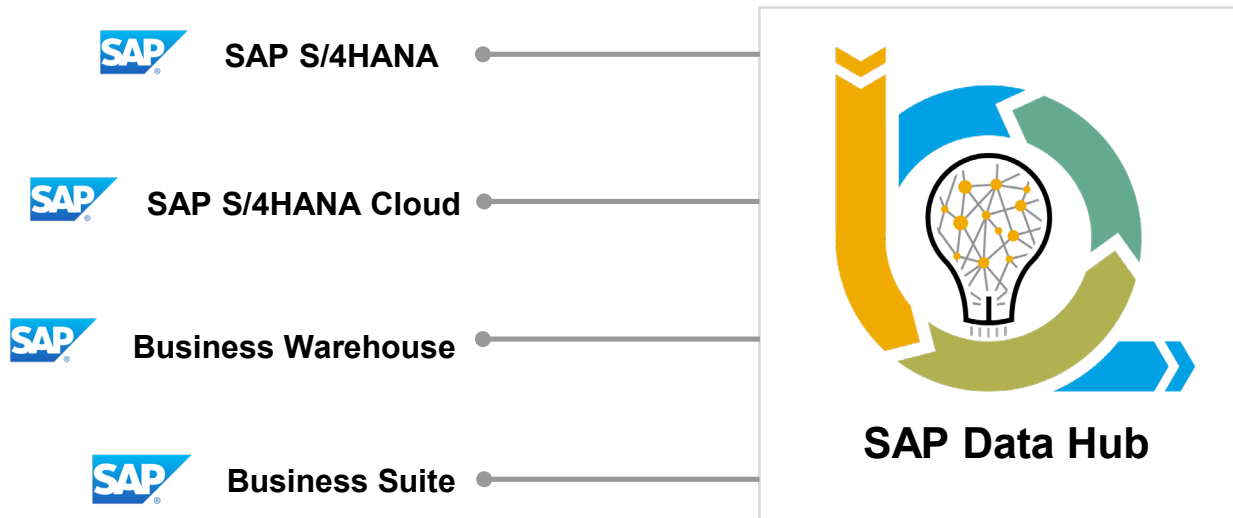 SAP ® SAP S/4HANA
SAP ® SAP S/4HANA Cloud
SAP ® Business Warehouse
SAP ® Business Suite
SAP Data Hub